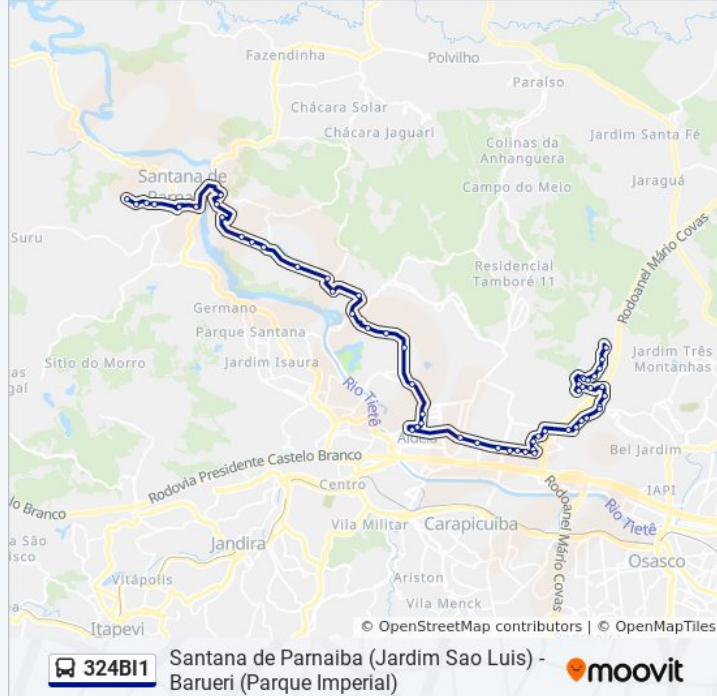 Fazendinha
Polvilho
Paraíso
Chácara Solar
Chácara Jaguari
Colinas da
Anhanguera
Jardim Santa Fé
Santana de
Campo do Meio
Jaraguá
Suru
Rodoanel Mário Covas
Residencial
Tamboré 11
Germano
Parque Santana
Sitio do Morro
Jardim Isaura
Jardim Três
Montanhas
Rio Tietê
Aldeia
Bel Jardim
Rodovia Presidente Castelo Branco
Centro
IAPI
lo Branco
Rodoanel Mário Covas
Rio Tietê
Vila Militar
Carapicuíba
Jardira
Osasco
Vitápolis
Ariston
Vila Menck
Itapevi
© OpenStreetMap contributors | © OpenMapTiles
324BI1
Santana de Parnaiba (Jardim Sao Luis) -
Barueri (Parque Imperial)
moovit